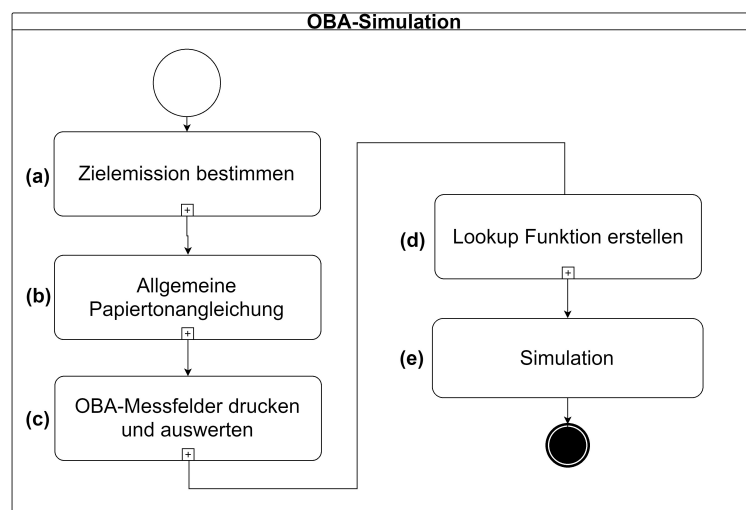 OBA-Simulation
(a)
Zielemission bestimmen
(b)
Allgemeine
Papiertonangleichung
(c)
OBA-Messfelder drucken
und auswerten
(d)
Lookup Funktion erstellen
(e)
Simulation